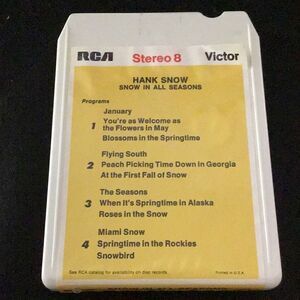 RCA Stereo 8 Victor
HANK SNOW
SNOW IN ALL SEASONS
Programs
January
1 You're as Welcome as
the Flowers in May
Blossoms in the Springtime
Flying South
2 Peach Picking Time Down in Georgia
At the First Fall of Snow
The Seasons
3 When it's Springtime in Alaska
Roses in the Snow
Miami Snow
4 Springtime in the Rockies
Snowbird
See RCA catalog for availability on disc records. Printed in U.S.A.